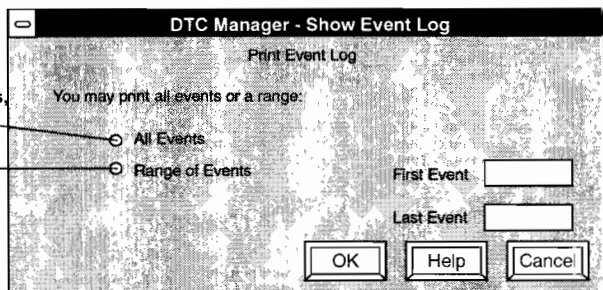 DTC Manager - Show Event Log
Print Event Log
s,
You may print all events or a range:
All Events
Range of Events
First Event
Last Event
OK Help Cancel